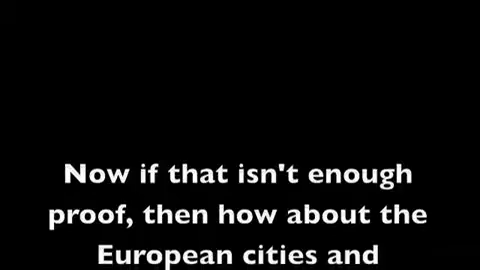 Now if that isn't enough
proof, then how about the
European cities and